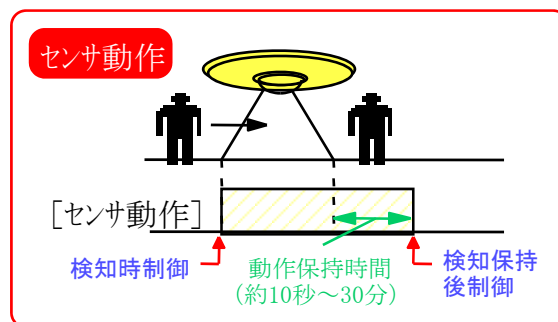 センサ動作
［センサ動作］
検知時制御
動作保持時間
（約10秒～30分）
検知保持
後制御